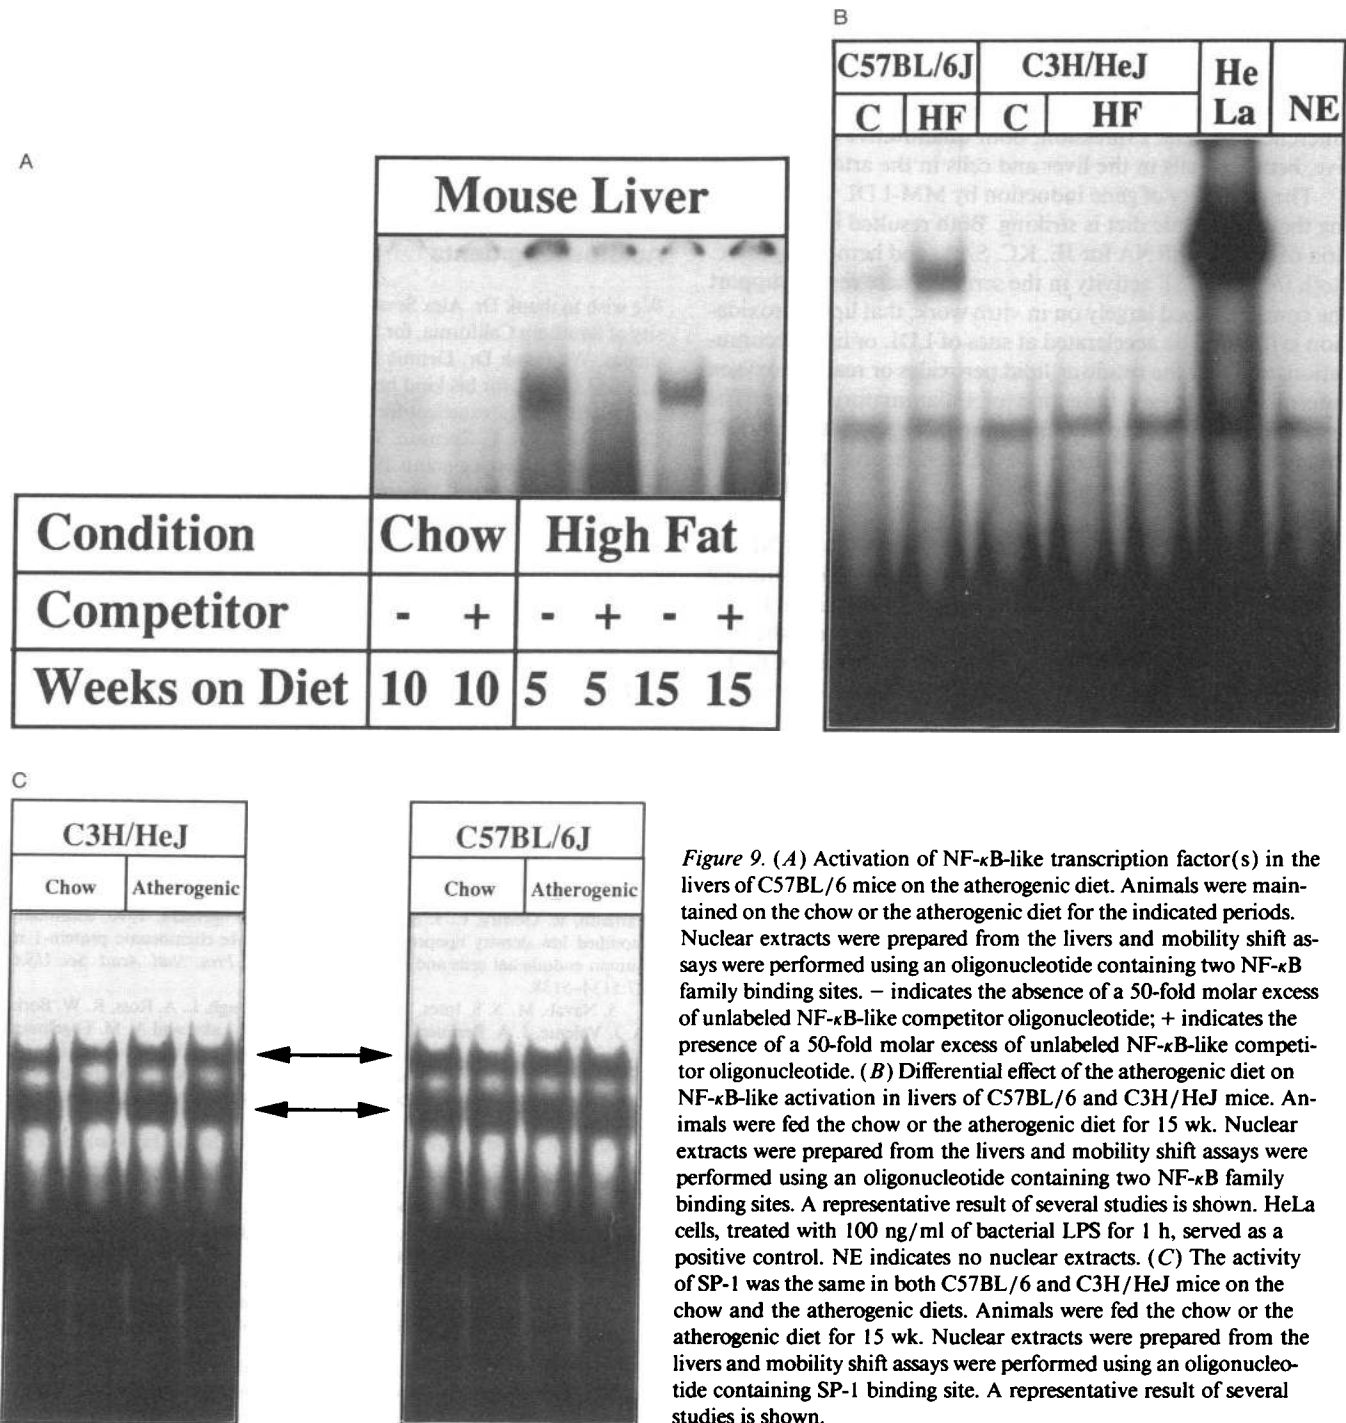 A
Mouse Liver
Condition Chow High Fat
Competitor - + - + - +
Weeks on Diet 10 10 5 5 15 15
B
C57BL/6J C3H/HeJ He La NE
C HF C HF
C
C3H/HeJ
Chow Atherogenic
C57BL/6J
Chow Atherogenic
Figure 9. (A) Activation of NF-κB-like transcription factor(s) in the
livers of C57BL/6 mice on the atherogenic diet. Animals were main-
tained on the chow or the atherogenic diet for the indicated periods.
Nuclear extracts were prepared from the livers and mobility shift as-
says were performed using an oligonucleotide containing two NF-κB
family binding sites. − indicates the absence of a 50-fold molar excess
of unlabeled NF-κB-like competitor oligonucleotide; + indicates the
presence of a 50-fold molar excess of unlabeled NF-κB-like competi-
tor oligonucleotide. (B) Differential effect of the atherogenic diet on
NF-κB-like activation in livers of C57BL/6 and C3H/HeJ mice. An-
imals were fed the chow or the atherogenic diet for 15 wk. Nuclear
extracts were prepared from the livers and mobility shift assays were
performed using an oligonucleotide containing two NF-κB family
binding sites. A representative result of several studies is shown. HeLa
cells, treated with 100 ng/ml of bacterial LPS for 1 h, served as a
positive control. NE indicates no nuclear extracts. (C) The activity
of SP-1 was the same in both C57BL/6 and C3H/HeJ mice on the
chow and the atherogenic diets. Animals were fed the chow or the
atherogenic diet for 15 wk. Nuclear extracts were prepared from the
livers and mobility shift assays were performed using an oligonucleo-
tide containing SP-1 binding site. A representative result of several
studies is shown.